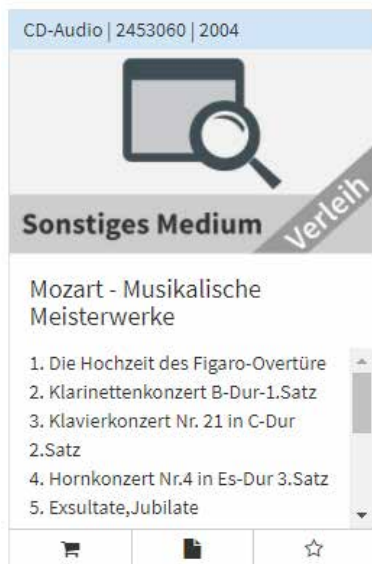 CD-Audio | 2453060 | 2004
Sonstiges Medium
Verleih
Mozart - Musikalische
Meisterwerke
1. Die Hochzeit des Figaro-Overtüre
2. Klarinettenkonzert B-Dur-1.Satz
3. Klavierkonzert Nr. 21 in C-Dur
2.Satz
4. Hornkonzert Nr.4 in Es-Dur 3.Satz
5. Exsultate,Jubilate